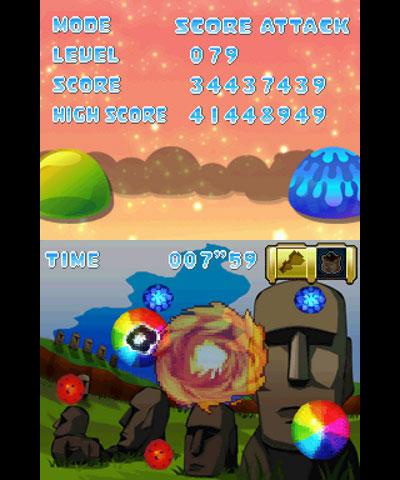 MODE SCORE ATTACK
LEVEL 079
SCORE 34437439
HIGH SCORE 41448949
TIME 007"59